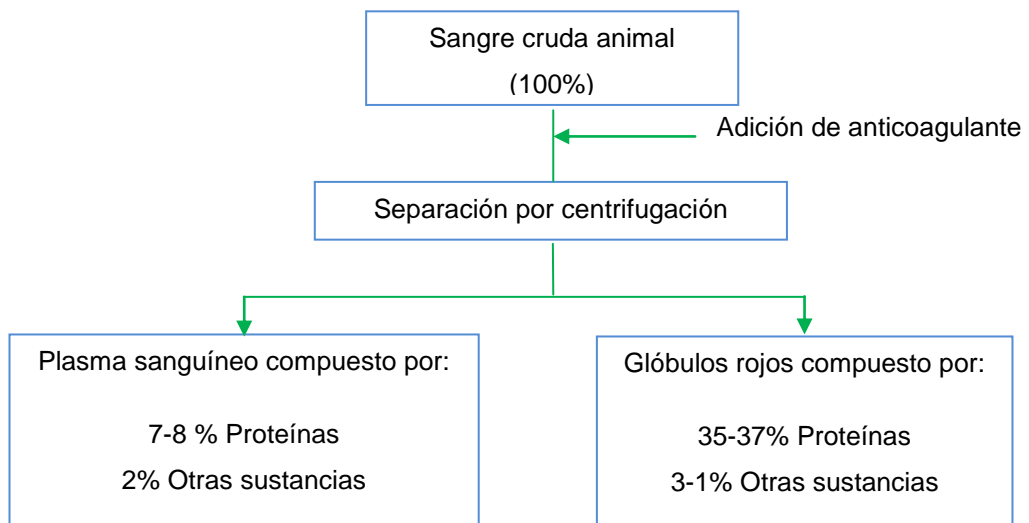 Sangre cruda animal
(100%)
Adición de anticoagulante
Separación por centrifugación
Plasma sanguíneo compuesto por:
7-8 % Proteínas
2% Otras sustancias
Glóbulos rojos compuesto por:
35-37% Proteínas
3-1% Otras sustancias